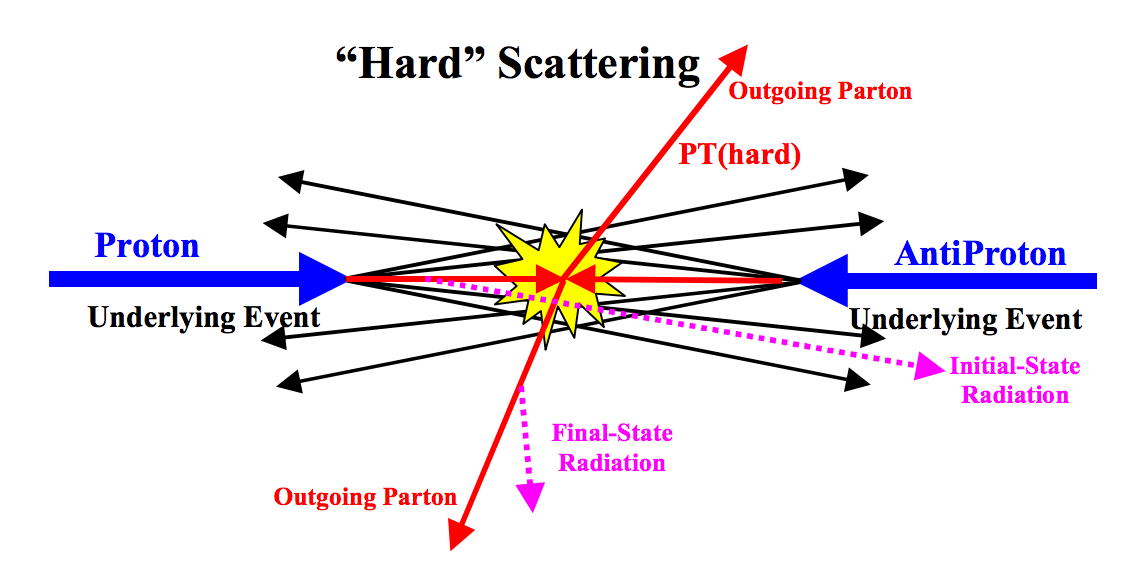 “Hard” Scattering
Outgoing Parton
PT(hard)
Proton
AntiProton
Underlying Event
Underlying Event
Initial-State
Radiation
Final-State
Radiation
Outgoing Parton